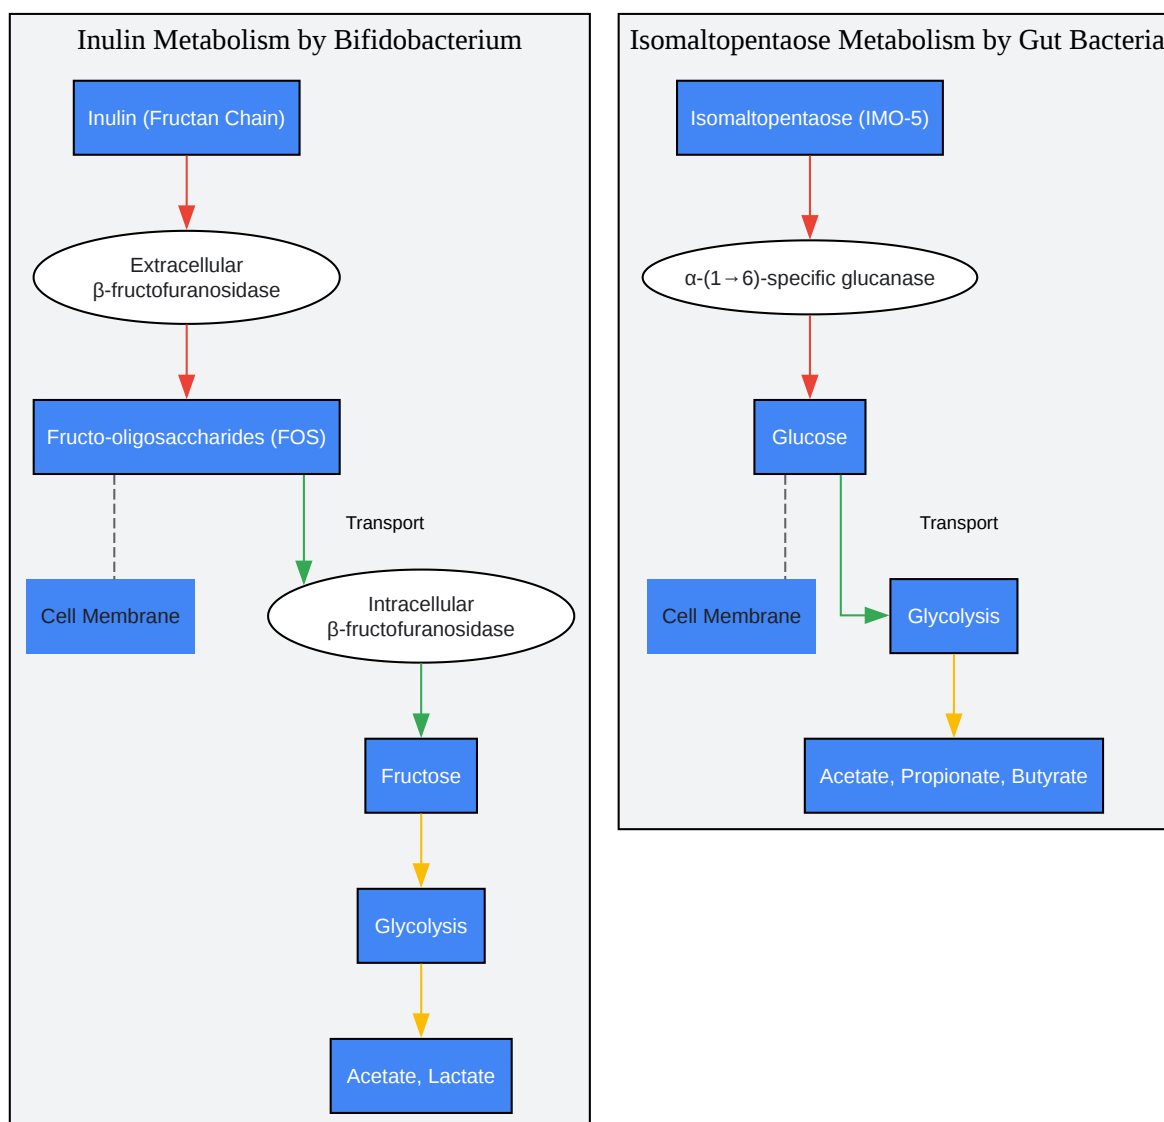 Inulin Metabolism by Bifidobacterium
Inulin (Fructan Chain)
Extracellular
β-fructofuranosidase
Fructo-oligosaccharides (FOS)
Transport
Cell Membrane
Intracellular
β-fructofuranosidase
Fructose
Glycolysis
Acetate, Lactate
Isomaltopentaose Metabolism by Gut Bacteria
Isomaltopentaose (IMO-5)
α-(1→6)-specific glucanase
Glucose
Transport
Cell Membrane
Glycolysis
Acetate, Propionate, Butyrate